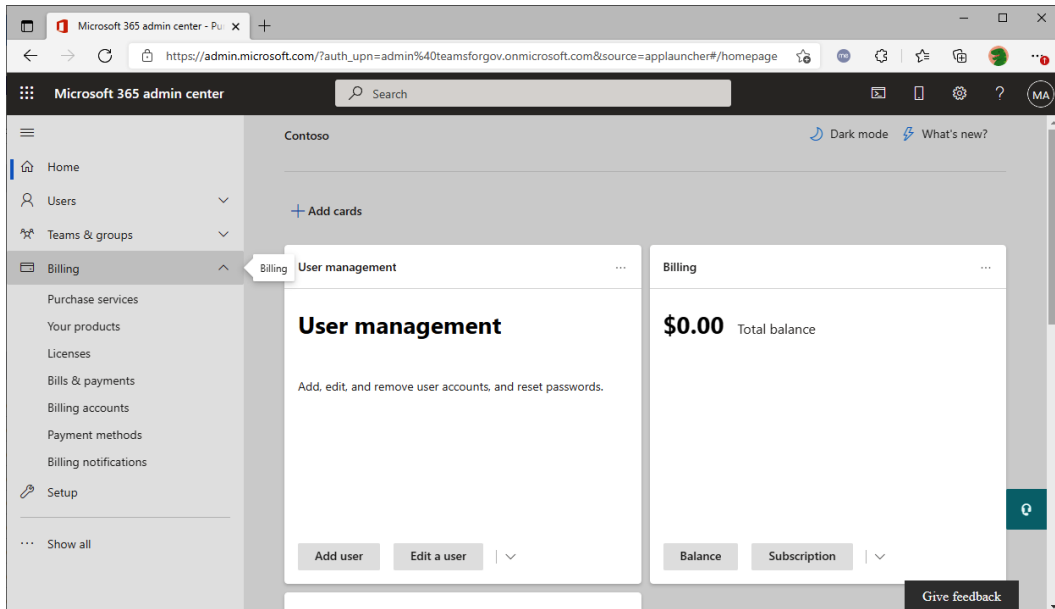 Microsoft 365 admin center - Pu
https://admin.microsoft.com/?auth_upn=admin%40teamsforgov.onmicrosoft.com&source=applauncher#/homepage
Microsoft 365 admin center
Search
MA
Contoso
Dark mode
What's new?
Home
Users
Teams & groups
Billing
Purchase services
Your products
Licenses
Bills & payments
Billing accounts
Payment methods
Billing notifications
Setup
Show all
Billing
Add cards
User management
User management
Add, edit, and remove user accounts, and reset passwords.
Add user
Edit a user
Billing
$0.00 Total balance
Balance
Subscription
Give feedback